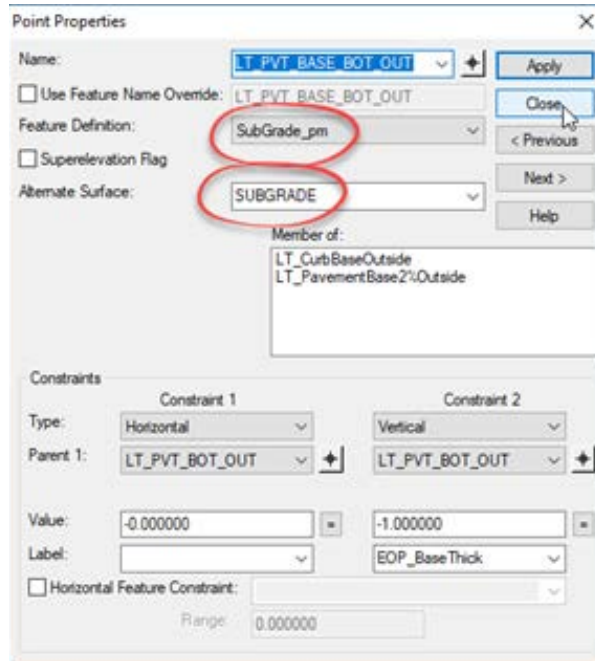 Point Properties
Name: LT_PVT_BASE_BOT_OUT Apply
Use Feature Name Override: LT_PVT_BASE_BOT_OUT Close
Feature Definition: SubGrade_pm < Previous
Superelevation Flag
Alternate Surface: SUBGRADE Next >
Help
Member of:
LT_CurbBaseOutside
LT_PavementBase2%Outside
Constraints
Constraint 1 Constraint 2
Type: Horizontal Vertical
Parent 1: LT_PVT_BOT_OUT LT_PVT_BOT_OUT
Value: -0.000000 = -1.000000 =
Label: EOP_BaseThick
Horizontal Feature Constraint:
Range: 0.000000